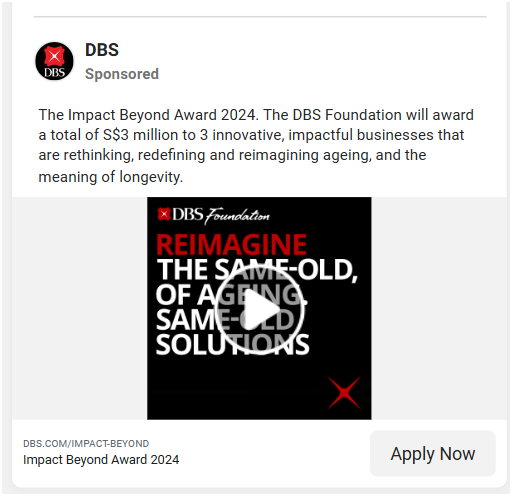 DBS
DBS
Sponsored
The Impact Beyond Award 2024. The DBS Foundation will award
a total of S$3 million to 3 innovative, impactful businesses that
are rethinking, redefining and reimagining ageing, and the
meaning of longevity.
DBS Foundation
REIMAGINE
THE SAME-OLD,
OF AGEING.
SAME-OLD
SOLUTIONS
DBS.COM/IMPACT-BEYOND
Impact Beyond Award 2024
Apply Now